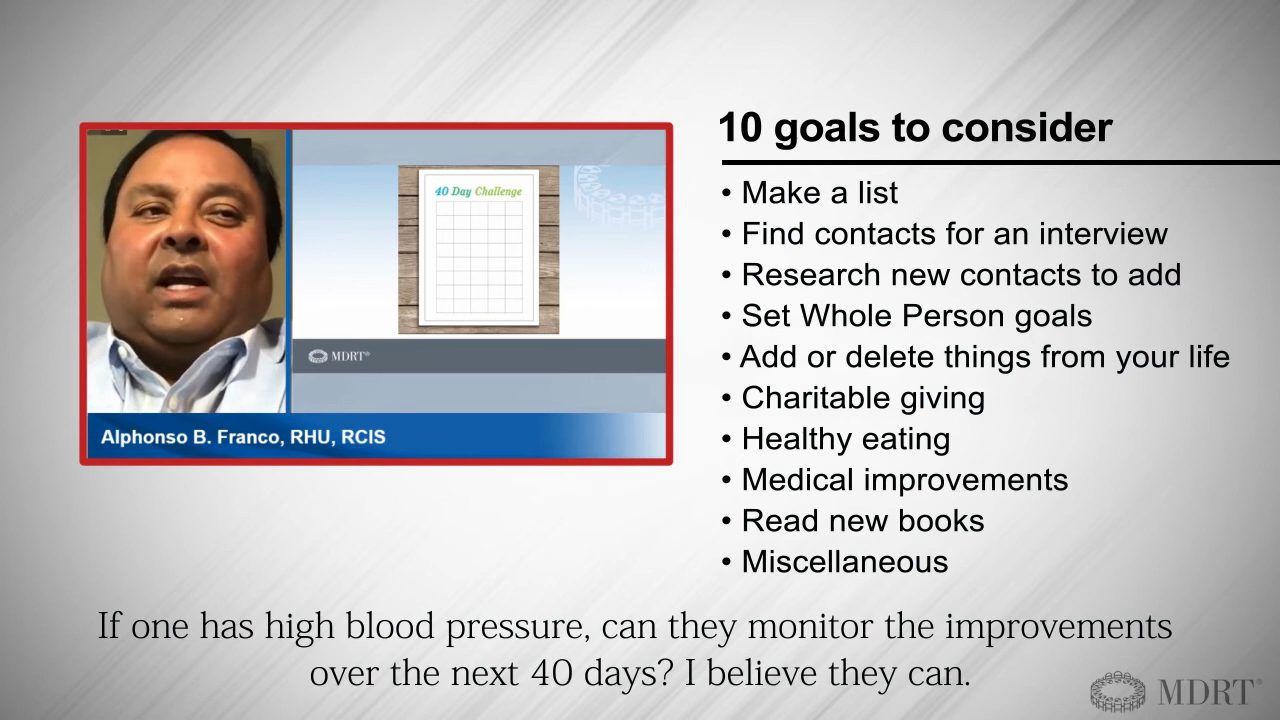 10 goals to consider
• Make a list
• Find contacts for an interview
• Research new contacts to add
• Set Whole Person goals
• Add or delete things from your life
• Charitable giving
• Healthy eating
• Medical improvements
• Read new books
• Miscellaneous
40 Day Challenge
MDRT®
Alphonso B. Franco, RHU, RCIS
If one has high blood pressure, can they monitor the improvements
over the next 40 days? I believe they can.
MDRT®